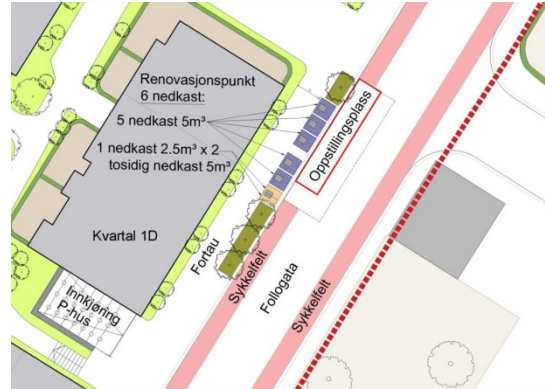 Renovasjonspunkt
6 nedkast:
5 nedkast 5m³
1 nedkast 2.5m³ x 2
tosidig nedkast 5m³
Oppstillingsplass
Kvartal 1D
Fortau
Sykkelfelt
Follogata
Sykkelfelt
Innkjøring
P-hus